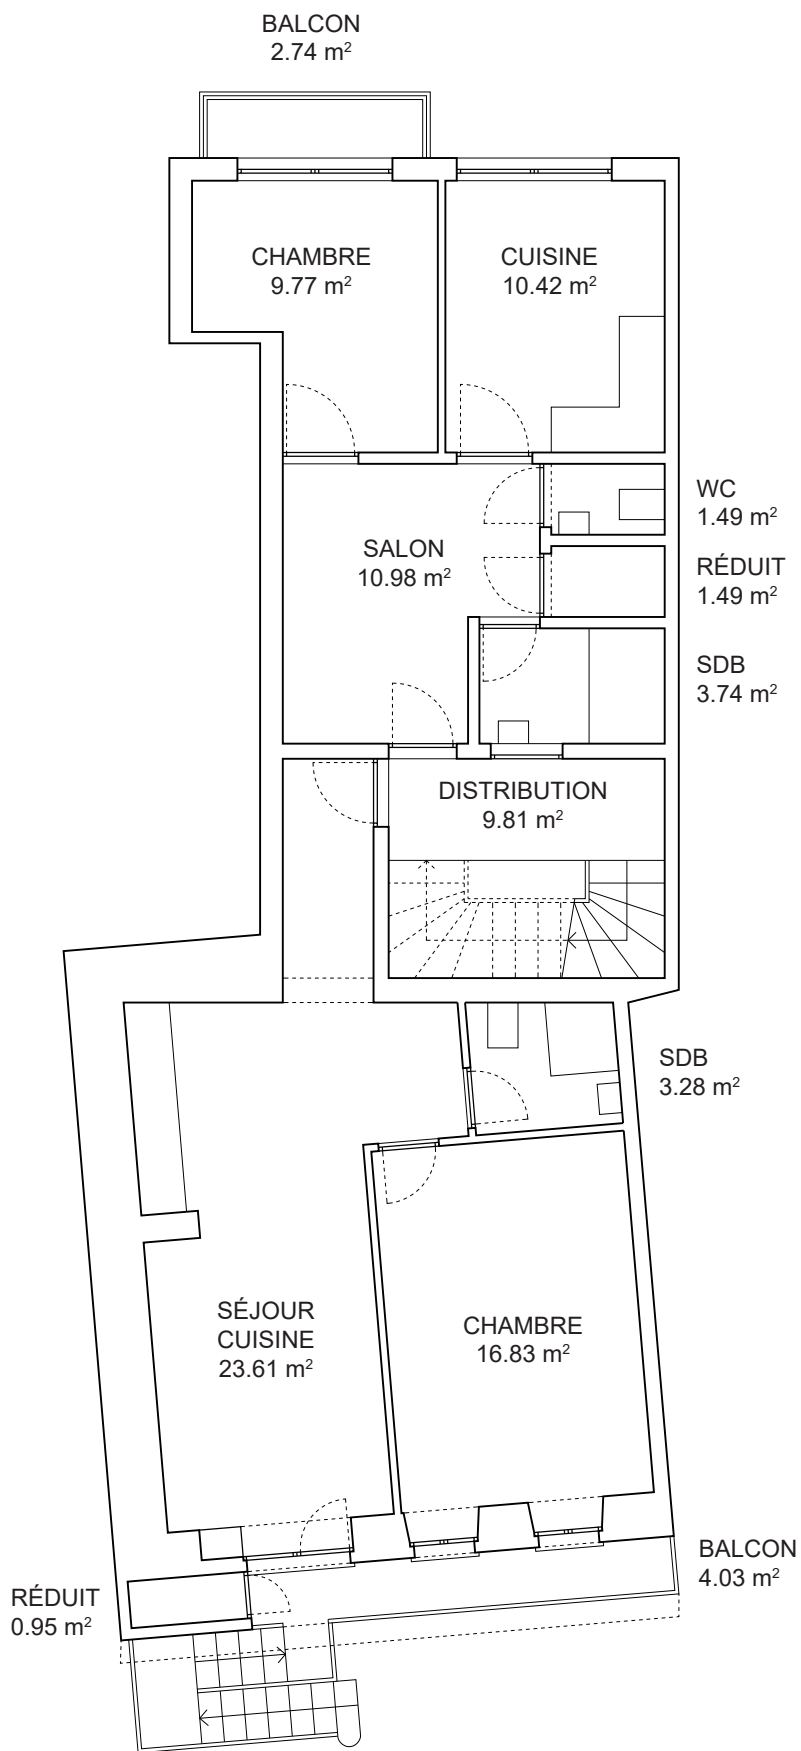 BALCON
2.74 m²
CHAMBRE
9.77 m²
CUISINE
10.42 m²
WC
1.49 m²
SALON
10.98 m²
RÉDUIT
1.49 m²
SDB
3.74 m²
DISTRIBUTION
9.81 m²
SDB
3.28 m²
SÉJOUR
CUISINE
23.61 m²
CHAMBRE
16.83 m²
BALCON
4.03 m²
RÉDUIT
0.95 m²